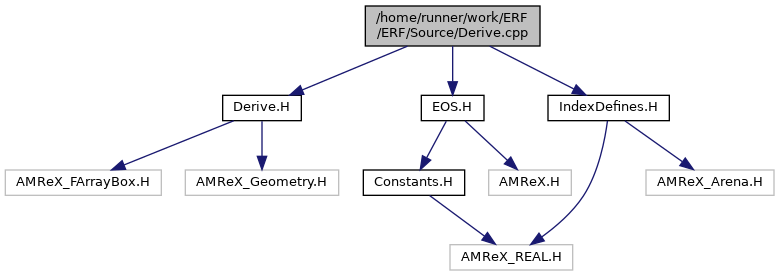 /home/runner/work/ERF
/ERF/Source/Derive.cpp
Derive.H
EOS.H
IndexDefines.H
AMReX_FArrayBox.H
AMReX_Geometry.H
Constants.H
AMReX.H
AMReX_Arena.H
AMReX_REAL.H